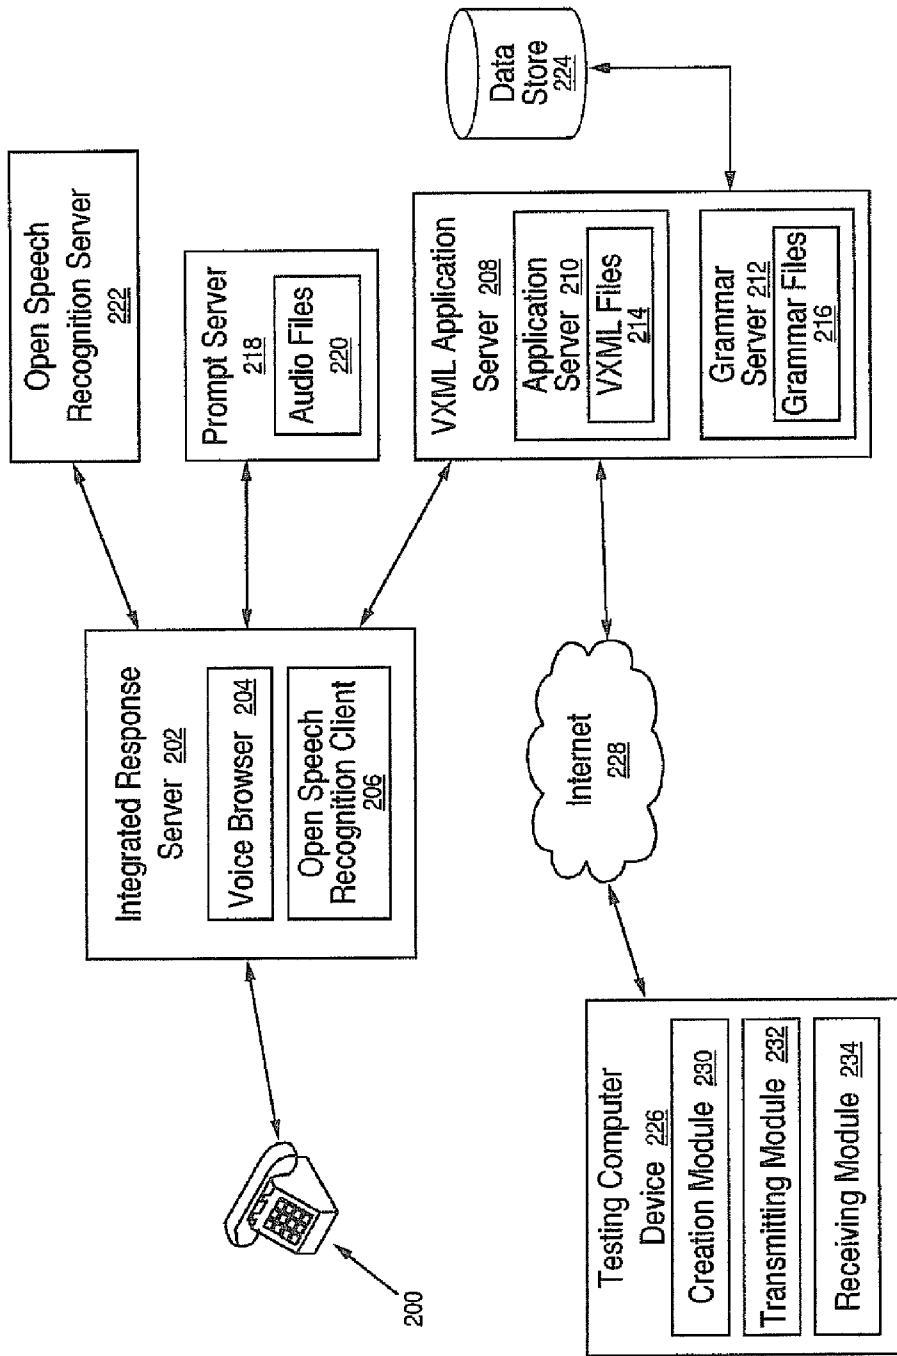 200
Integrated Response
Server 202
Voice Browser 204
Open Speech
Recognition Client
206
Open Speech
Recognition Server
222
Prompt Server
218
Audio Files
220
VXML Application
Server 208
Application
Server 210
VXML Files
214
Grammar
Server 212
Grammar Files
216
Data
Store
224
Testing Computer
Device 226
Creation Module 230
Transmitting Module 232
Receiving Module 234
Internet
228